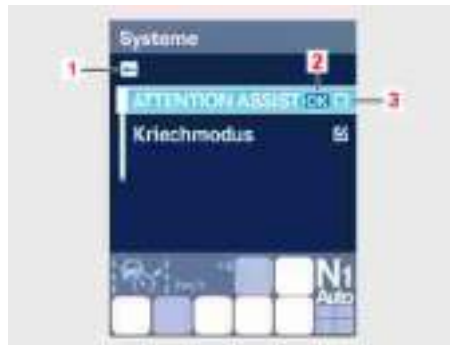 Systeme
1
2
ATTENTION ASSIST OK
3
Kriechmodus
N1
Auto